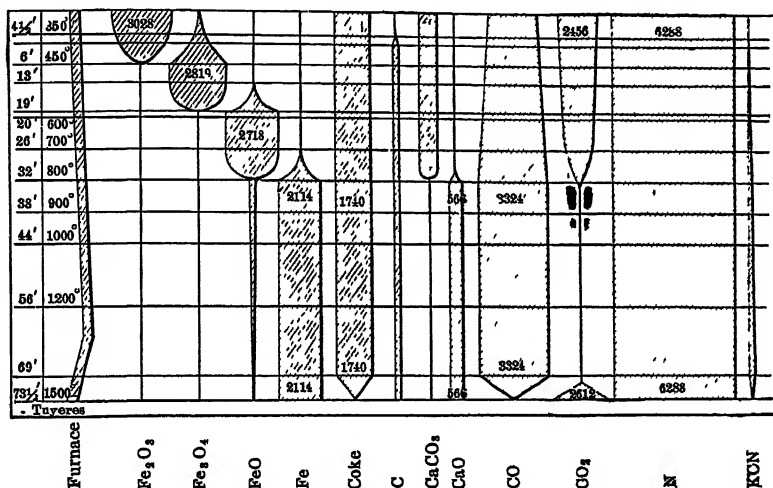 4½' 350° 3028 2456 6288
6' 450°
13' 2819
19'
20' 600°
26' 700° 2718
32' 800°
38' 900° 2114 1740 566 3324
44' 1000°
56' 1200°
69' 1740 3324
73½' 1500° 2114 566 2612 6288
Tuyeres
Furnace
Fe₂O₃
Fe₃O₄
FeO
Fe
Coke
C
CaCO₃
CaO
CO
CO₂
N
KCN